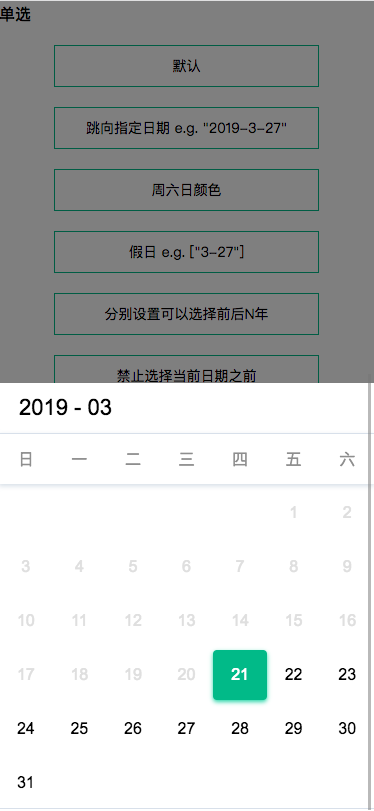 单选
默认
跳向指定日期 e.g. "2019-3-27"
周六日颜色
假日 e.g. ["3-27"]
分别设置可以选择前后N年
禁止选择当前日期之前
2019 - 03
日 一 二 三 四 五 六
1 2
3 4 5 6 7 8 9
10 11 12 13 14 15 16
17 18 19 20 21 22 23
24 25 26 27 28 29 30
31